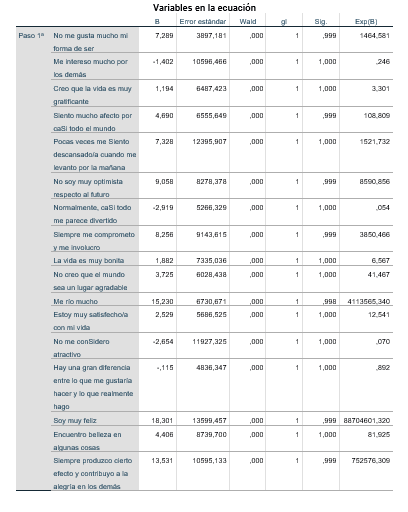 Variables en la ecuación
B Error estándar Wald gl Sig. Exp(B)
Paso 1ª No me gusta mucho mi 7,289 3897,181 ,000 1 ,999 1464,581
forma de ser
Me intereso mucho por -1,402 10596,466 ,000 1 1,000 ,246
los demás
Creo que la vida es muy 1,194 6487,423 ,000 1 1,000 3,301
gratificante
Siento mucho afecto por 4,690 6555,649 ,000 1 1,000 108,809
caSi todo el mundo
Pocas veces me Siento 7,328 12395,907 ,000 1 1,000 1521,732
descansado/a cuando me
levanto por la mañana
No soy muy optimista 9,058 8278,378 ,000 1 ,999 8590,856
respecto al futuro
Normalmente, caSi todo -2,919 5266,329 ,000 1 1,000 ,054
me parece divertido
Siempre me comprometo 8,256 9143,615 ,000 1 ,999 3850,466
y me involucro
La vida es muy bonita 1,882 7335,036 ,000 1 1,000 6,567
No creo que el mundo 3,725 6028,438 ,000 1 1,000 41,467
sea un lugar agradable
Me río mucho 15,230 6730,671 ,000 1 ,998 4113565,340
Estoy muy satisfecho/a 2,529 5686,525 ,000 1 1,000 12,541
con mi vida
No me conSidero -2,654 11927,325 ,000 1 1,000 ,070
atractivo
Hay una gran diferencia -,115 4836,347 ,000 1 1,000 ,892
entre lo que me gustaría
hacer y lo que realmente
hago
Soy muy feliz 18,301 13599,457 ,000 1 ,999 88704601,320
Encuentro belleza en 4,406 8739,700 ,000 1 1,000 81,925
algunas cosas
Siempre produzco cierto 13,531 10595,133 ,000 1 ,999 752576,309
efecto y contribuyo a la
alegría en los demás